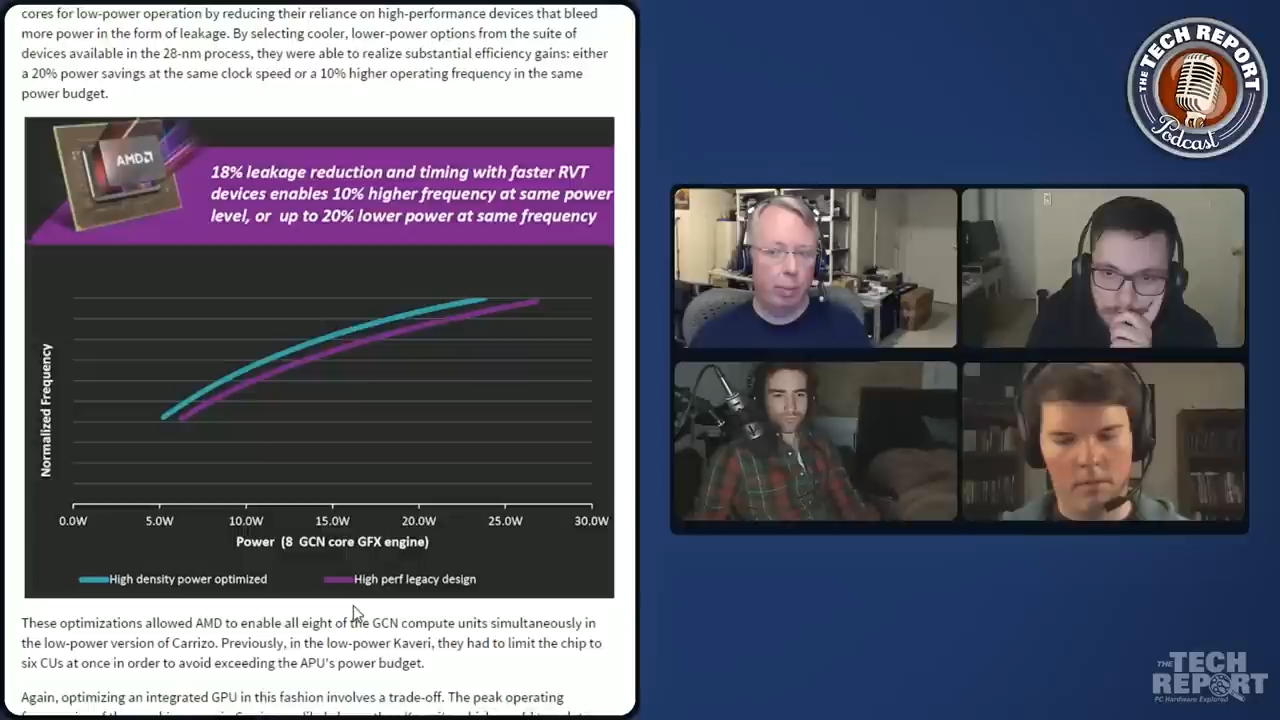 cores for low-power operation by reducing their reliance on high-performance devices that bleed
more power in the form of leakage. By selecting cooler, lower-power options from the suite of
devices available in the 28-nm process, they were able to realize substantial efficiency gains: either
a 20% power savings at the same clock speed or a 10% higher operating frequency in the same
power budget.
AMD
18% leakage reduction and timing with faster RVT
devices enables 10% higher frequency at same power
level, or up to 20% lower power at same frequency
Normalized Frequency
0.0W 5.0W 10.0W 15.0W 20.0W 25.0W 30.0W
Power (8 GCN core GFX engine)
High density power optimized High perf legacy design
These optimizations allowed AMD to enable all eight of the GCN compute units simultaneously in
the low-power version of Carrizo. Previously, in the low-power Kaveri, they had to limit the chip to
six CUs at once in order to avoid exceeding the APU's power budget.
Again, optimizing an integrated GPU in this fashion involves a trade-off. The peak operating
THE TECH REPORT
Podcast
THE TECH
REPORT
PC Hardware Explored